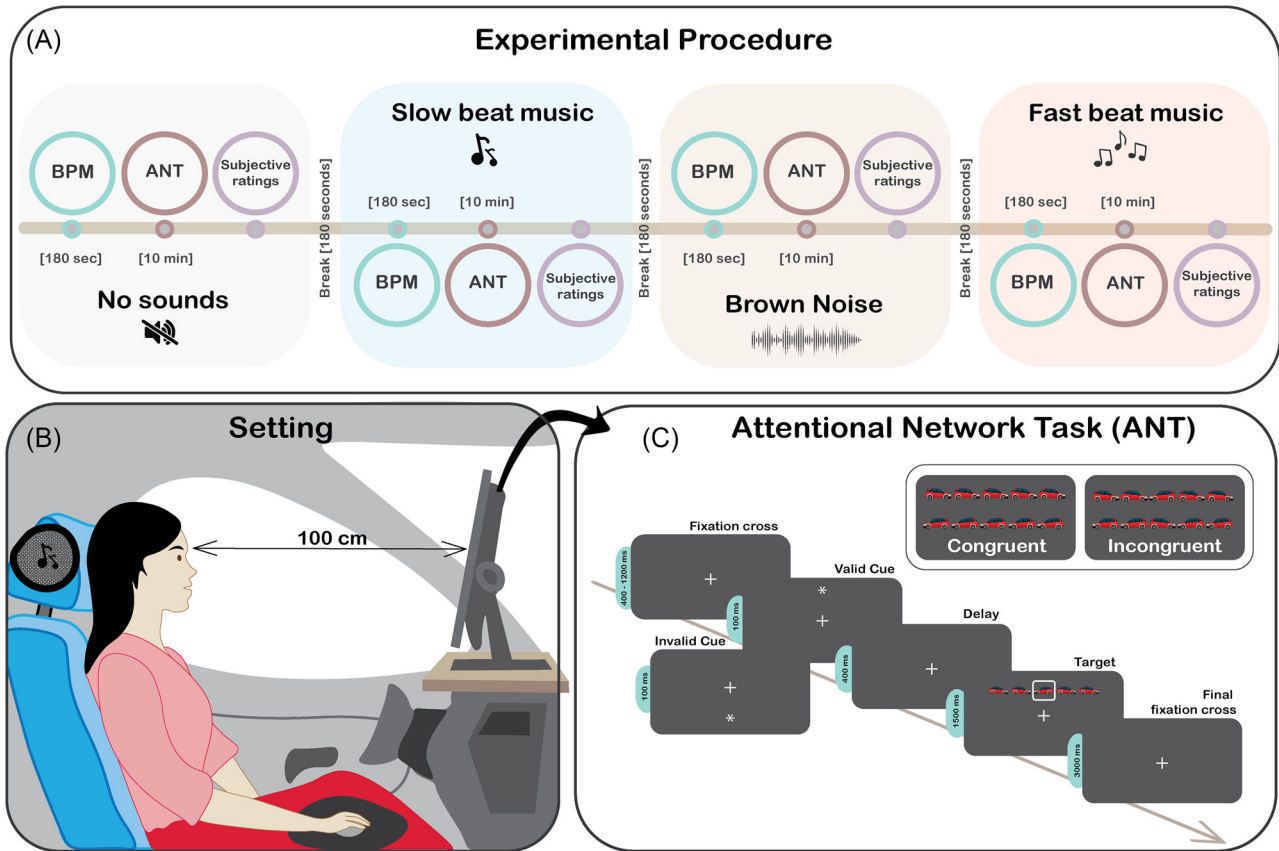 (A)
Experimental Procedure
BPM
ANT
Subjective
ratings
[180 sec]
[10 min]
No sounds
Break [180 seconds]
Slow beat music
[180 sec]
[10 min]
BPM
ANT
Subjective
ratings
Break [180 seconds]
BPM
ANT
Subjective
ratings
[180 sec]
[10 min]
Brown Noise
Break [180 seconds]
Fast beat music
[180 sec]
[10 min]
BPM
ANT
Subjective
ratings
(B)
Setting
100 cm
(C)
Attentional Network Task (ANT)
Congruent
Incongruent
Fixation cross
400 - 1200 ms
Valid Cue
100 ms
Invalid Cue
100 ms
Delay
400 ms
Target
1500 ms
Final
fixation cross
3000 ms